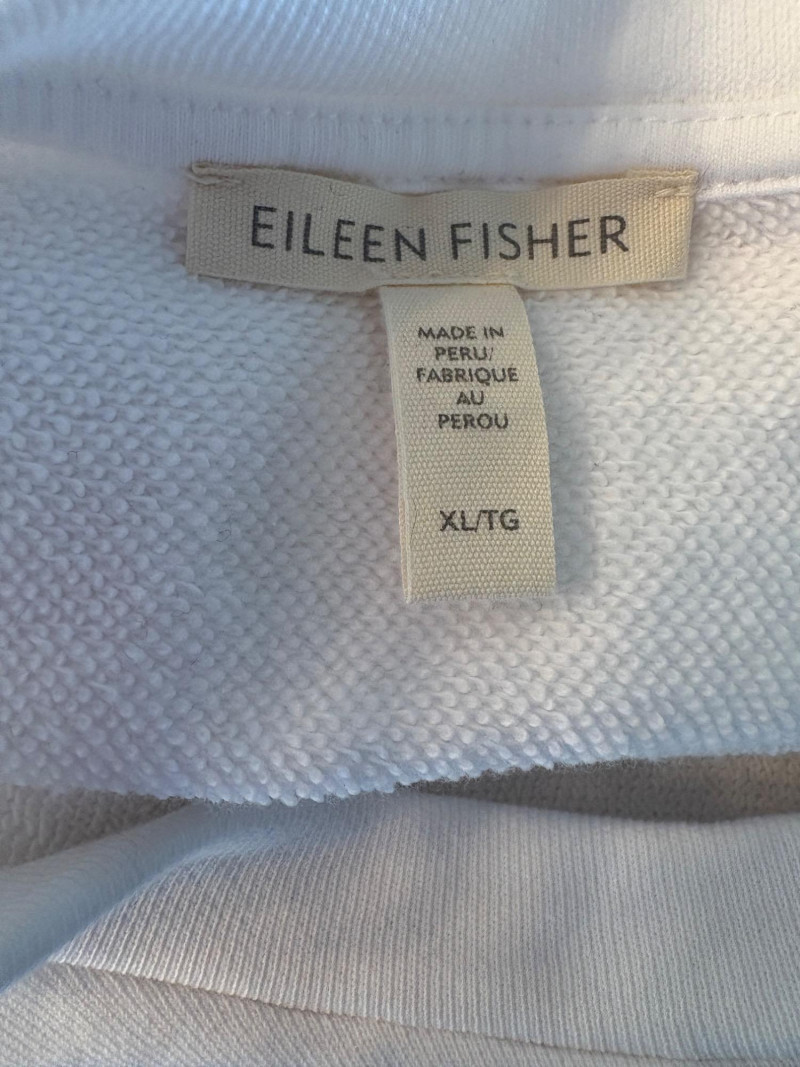 EILEEN FISHER
MADE IN
PERU/
FABRIQUE
AU
PEROU
XL/TG